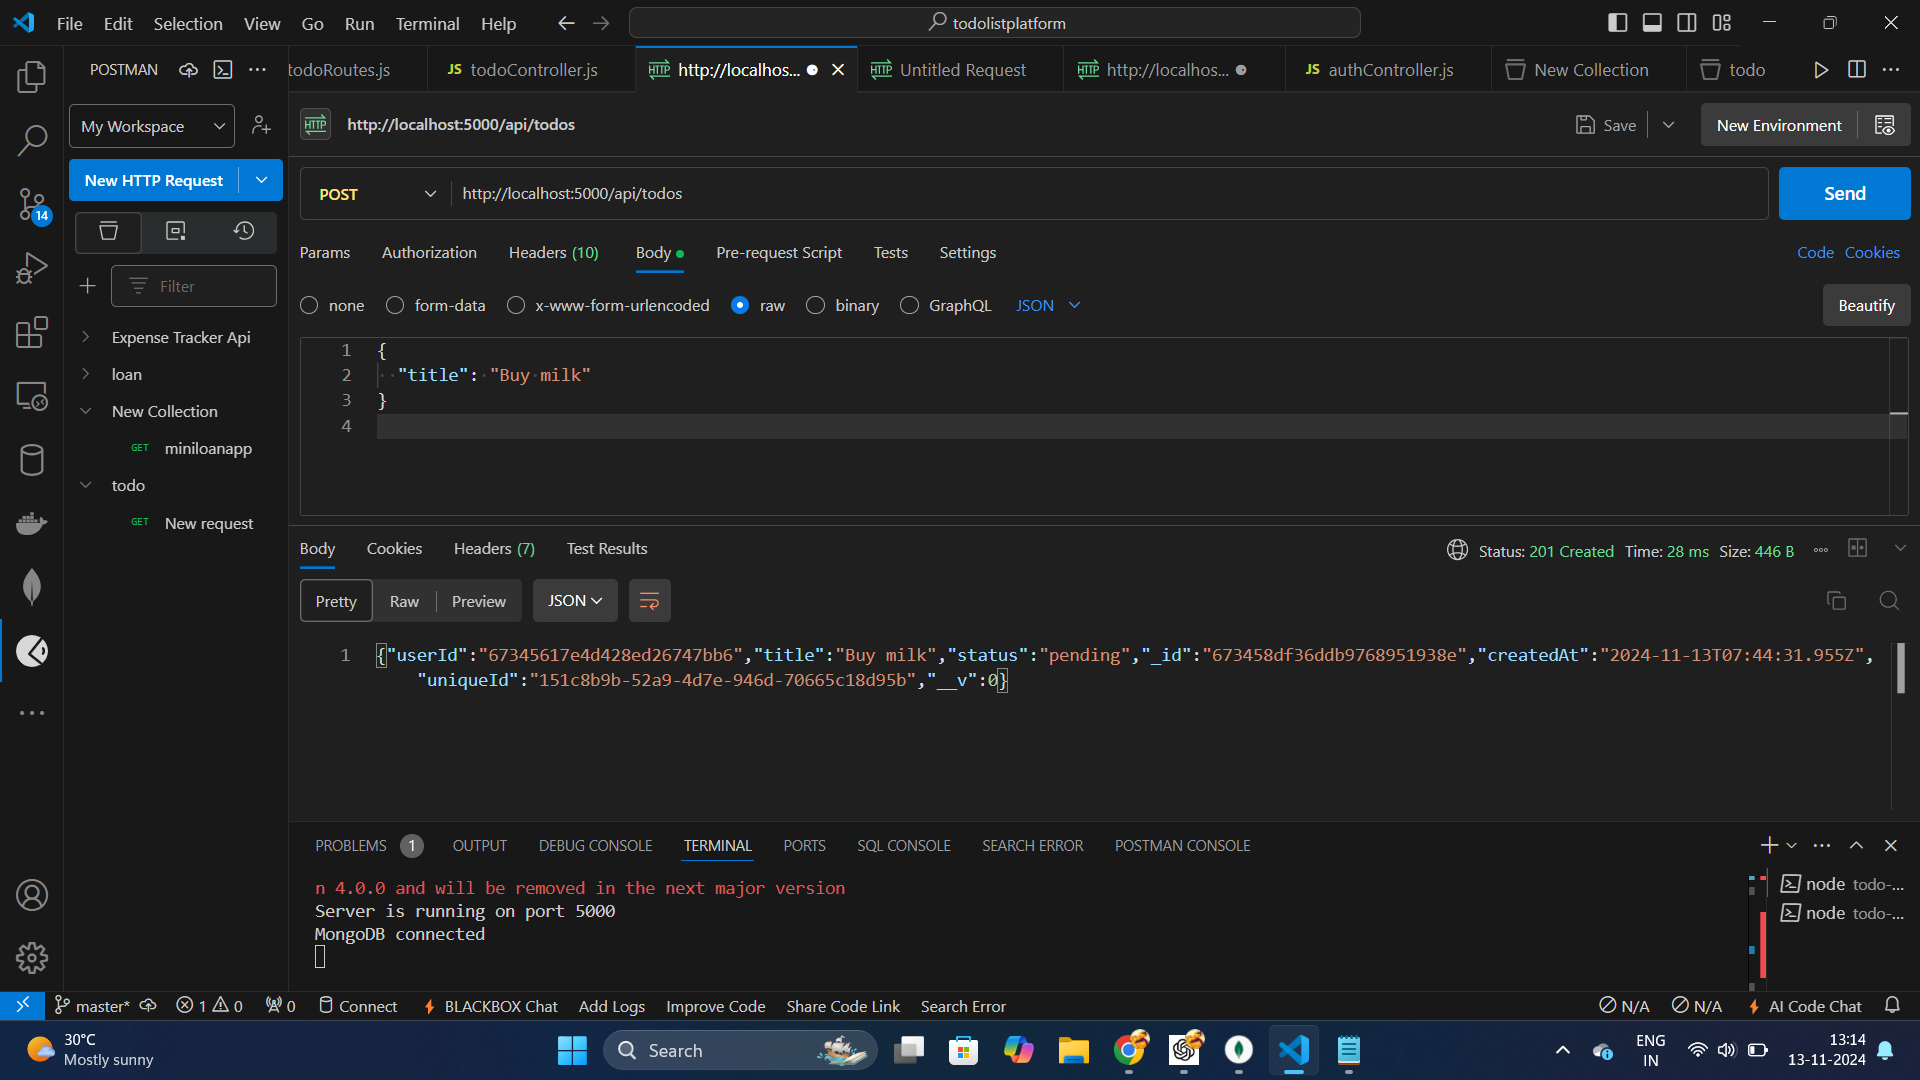 File Edit Selection View Go Run Terminal Help
todolistplatform
POSTMAN
todoRoutes.js
JS todoController.js
HTTP http://localhos...
HTTP Untitled Request
HTTP http://localhos...
JS authController.js
New Collection
todo
My Workspace
HTTP http://localhost:5000/api/todos
Save
New Environment
New HTTP Request
POST http://localhost:5000/api/todos
Send
14
Params Authorization Headers (10) Body Pre-request Script Tests Settings
Code Cookies
Filter
none form-data x-www-form-urlencoded raw binary GraphQL JSON
Beautify
Expense Tracker Api
loan
New Collection
GET miniloanapp
todo
GET New request
1 {
2 "title": "Buy milk"
3 }
4
Body Cookies Headers (7) Test Results
Status: 201 Created Time: 28 ms Size: 446 B
Pretty Raw Preview JSON
1 {"userId":"67345617e4d428ed26747bb6","title":"Buy milk","status":"pending","_id":"673458df36ddb9768951938e","createdAt":"2024-11-13T07:44:31.955Z",
"uniqueId":"151c8b9b-52a9-4d7e-946d-70665c18d95b","__v":0}
PROBLEMS 1 OUTPUT DEBUG CONSOLE TERMINAL PORTS SQL CONSOLE SEARCH ERROR POSTMAN CONSOLE
n 4.0.0 and will be removed in the next major version
Server is running on port 5000
MongoDB connected
node todo-...
node todo-...
master* 1 0 0 Connect BLACKBOX Chat Add Logs Improve Code Share Code Link Search Error
N/A N/A AI Code Chat
30°C
Mostly sunny
Search
ENG
IN
13:14
13-11-2024